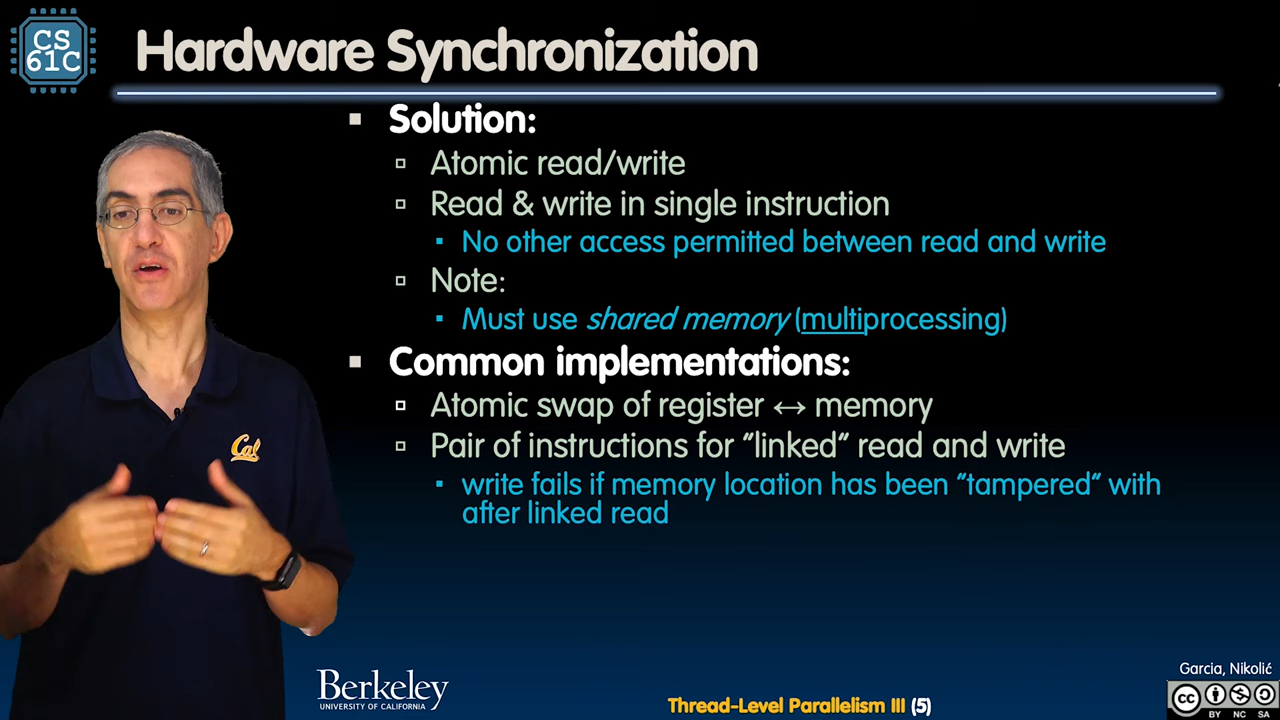 CS
61C
Hardware Synchronization
▪ Solution:
▫ Atomic read/write
▫ Read & write in single instruction
▪ No other access permitted between read and write
▫ Note:
▪ Must use shared memory (multiprocessing)
▪ Common implementations:
▫ Atomic swap of register ↔ memory
▫ Pair of instructions for “linked“ read and write
▪ write fails if memory location has been “tampered“ with
after linked read
Cal
Berkeley
UNIVERSITY OF CALIFORNIA
Thread-Level Parallelism III (5)
Garcia, Nikolić
cc
BY NC SA